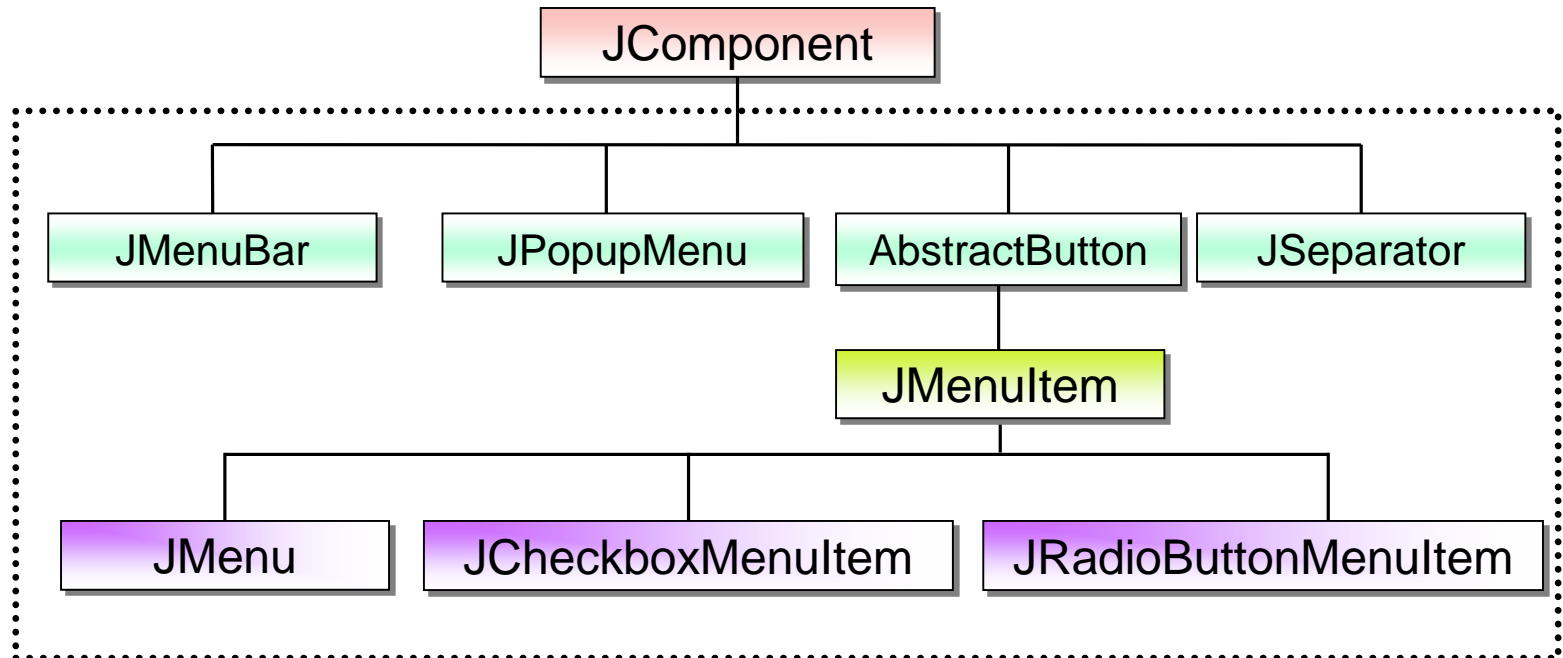 JComponent
JMenuBar
JPopupMenu
AbstractButton
JSeparator
JMenuItem
JMenu
JCheckboxMenuItem
JRadioButtonMenuItem